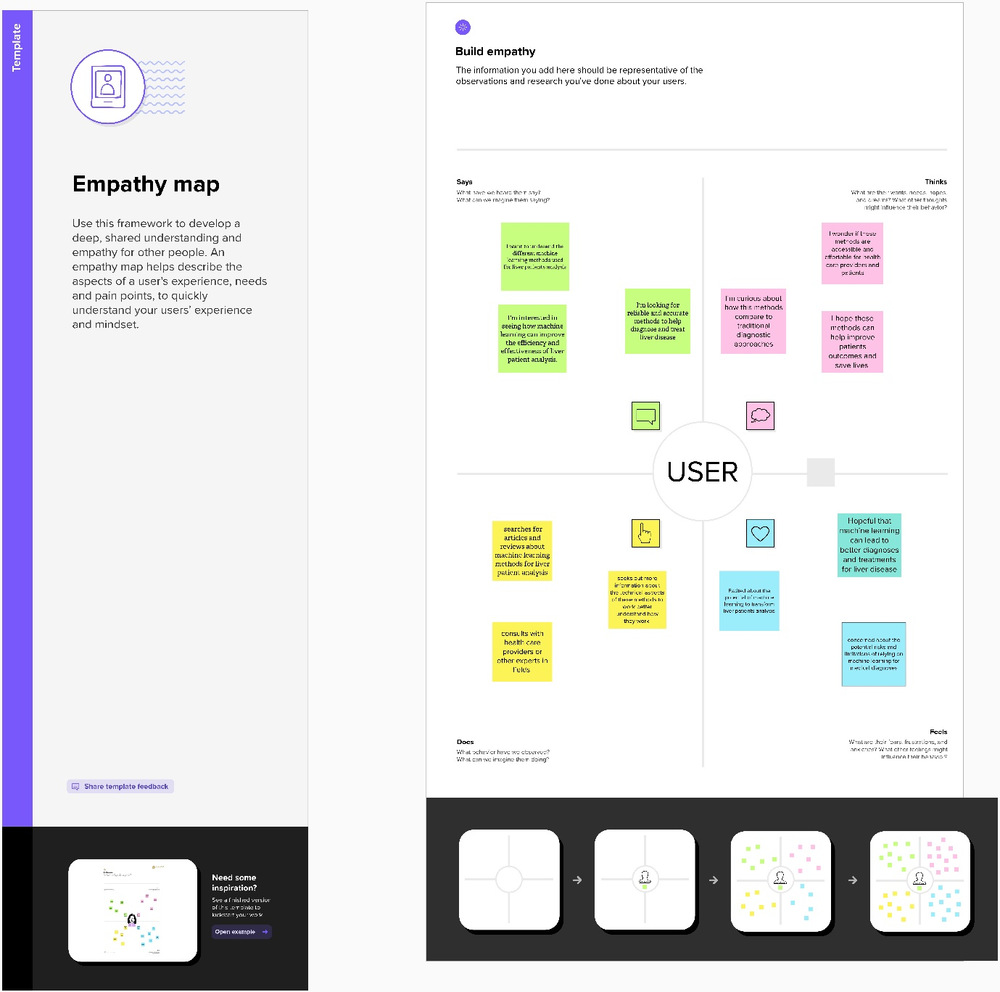 Template
Empathy map
Use this framework to develop a
deep, shared understanding and
empathy for other people. An
empathy map helps describe the
aspects of a user's experience, needs
and pain points, to quickly
understand your users' experience
and mindset.
Share template feedback
Need some
inspiration?
See a finished version
of this template to
kickstart your work
Open example
Build empathy
The information you add here should be representative of the
observations and research you've done about your users.
Says
What have we heard them say?
What can we imagine them saying?
Thinks
What are their wants, needs, hopes,
and dreams? What other thoughts
might influence their behavior?
I want to undesend the
different machine
learning methods used
for liver patients analysis
I'm interested in
seeing how machine
learning can improve
the efficiency and
effectiveness of liver
patient analysis.
I'm looking for
reliable and accurate
methods to help
diagnose and treat
liver disease
I'm curious about
how this methods
compare to
traditional
diagnostic
approaches
I wonder if these
methods are
accessible and
affortable for health
care providers and
patients
I hope these
methods can
help improve
patients
outcomes and
save lives
USER
searches for
articles and
reviews about
machine learning
methods for liver
patient analysis
seeks out more
information about
the technical aspects
of these methods to
work better
understand how
they work
consults with
health care
providers or
other experts in
fields
Excited about the
potential of machine
learning to transform
liver patients analysis
Hopeful that
machine learning
can lead to
better diagnoses
and treatments
for liver disease
concerned about the
potential risks and
limitations of relying on
machine learning for
medical diagnoses
Does
What behavior have we observed?
What can we imagine them doing?
Feels
What are their fears, frustrations, and
anxieties? What other feelings might
influence their behavior?